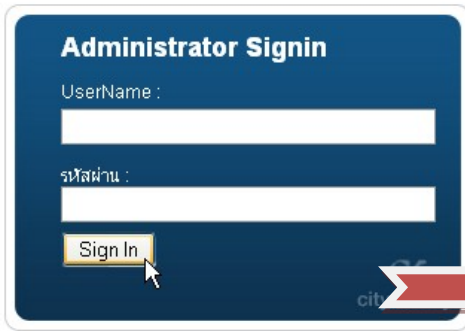 Administrator Signin
UserName :
รหัสผ่าน :
Sign In